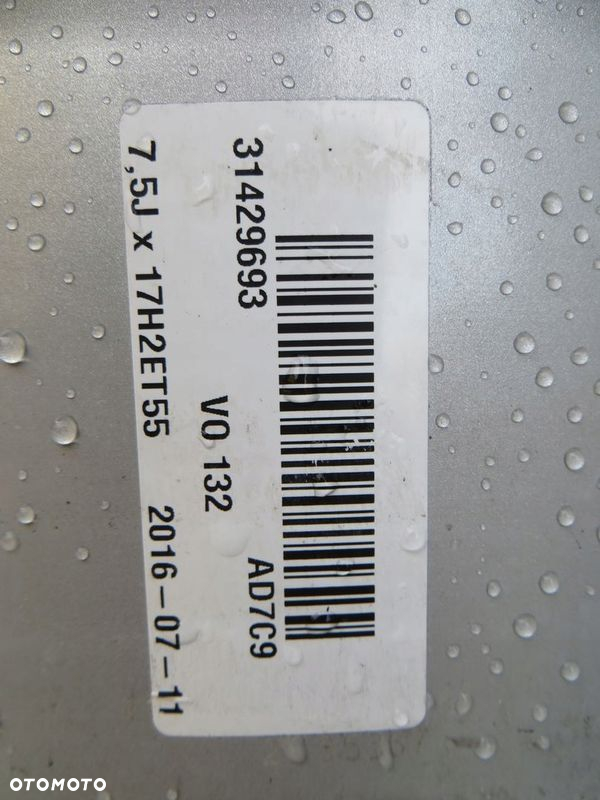 31429693
AD7C9
VO 132
7,5J x 17H2ET55 2016-07-11
OTOMOTO